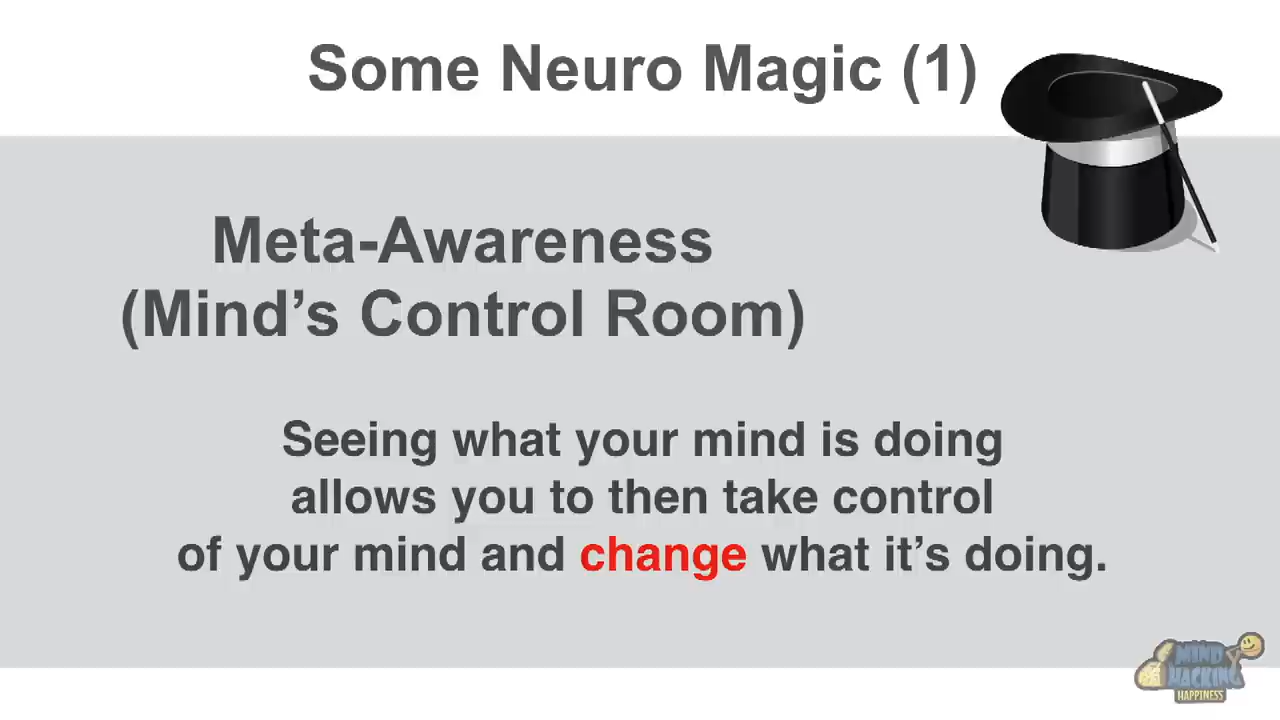 Some Neuro Magic (1)
Meta-Awareness
(Mind’s Control Room)
Seeing what your mind is doing
allows you to then take control
of your mind and change what it’s doing.
MIND
HACKING
HAPPINESS